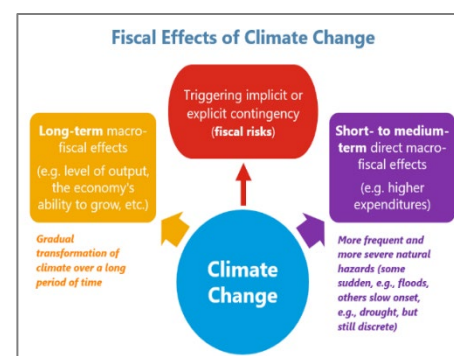 Fiscal Effects of Climate Change
Triggering implicit or
explicit contingency
(fiscal risks)
Long-term macro-
fiscal effects
(e.g. level of output,
the economy's
ability to grow, etc.)
Short- to medium-
term direct macro-
fiscal effects
(e.g. higher
expenditures)
Gradual
transformation of
climate over a long
period of time
Climate
Change
More frequent and
more severe natural
hazards (some
sudden, e.g., floods,
others slow onset,
e.g., drought, but
still discrete)